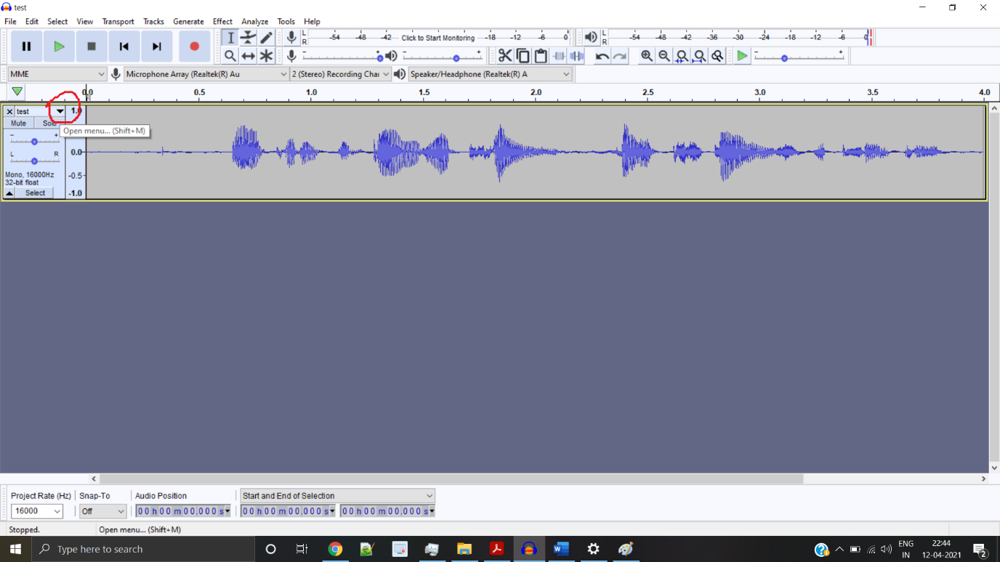 test
File Edit Select View Transport Tracks Generate Effect Analyze Tools Help
L R -54 -48 -42 Click to Start Monitoring -18 -12 -6 0 L R -54 -48 -42 -36 -30 -24 -18 -12 -6 0
- + - + - +
MME Microphone Array (Realtek(R) Au 2 (Stereo) Recording Chai Speaker/Headphone (Realtek(R) A
0.0 0.5 1.0 1.5 2.0 2.5 3.0 3.5 4.0
test 1.0
Mute Solo
Open menu... (Shift+M)
- +
L R 0.0
Mono, 16000Hz -0.5
32-bit float
Select -1.0
Project Rate (Hz) Snap-To Audio Position Start and End of Selection
16000 Off 00 h 00 m 00.000 s 00 h 00 m 00.000 s 00 h 00 m 00.000 s
Stopped. Open menu... (Shift+M)
Type here to search
ENG 22:44
IN 12-04-2021 2